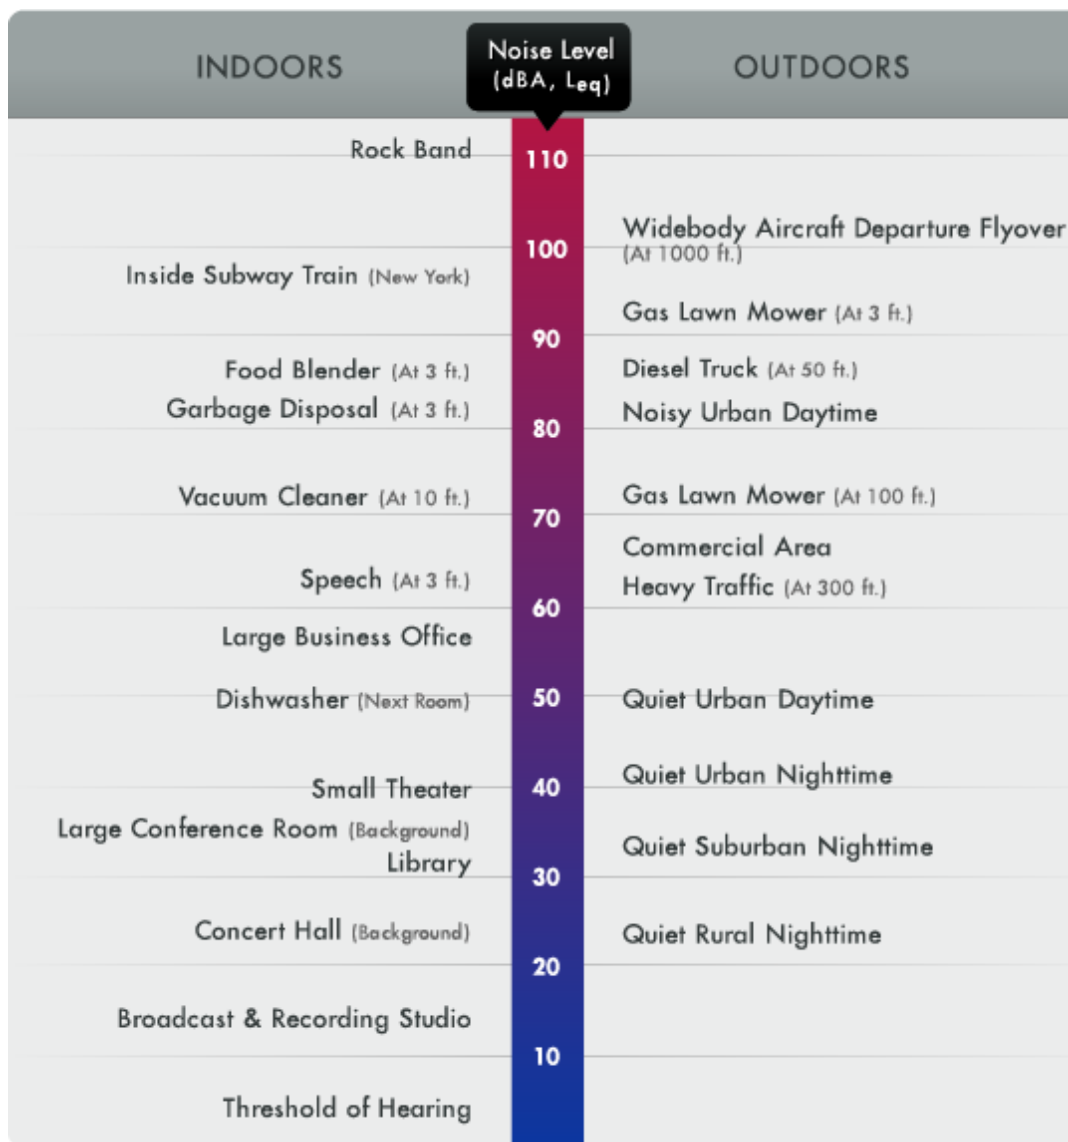 INDOORS
Noise Level
(dBA, Leq)
OUTDOORS
Rock Band
110
Widebody Aircraft Departure Flyover
(At 1000 ft.)
100
Inside Subway Train (New York)
Gas Lawn Mower (At 3 ft.)
90
Food Blender (At 3 ft.)
Diesel Truck (At 50 ft.)
Garbage Disposal (At 3 ft.)
Noisy Urban Daytime
80
Vacuum Cleaner (At 10 ft.)
Gas Lawn Mower (At 100 ft.)
70
Commercial Area
Speech (At 3 ft.)
Heavy Traffic (At 300 ft.)
60
Large Business Office
Dishwasher (Next Room)
50
Quiet Urban Daytime
Quiet Urban Nighttime
Small Theater
40
Large Conference Room (Background)
Quiet Suburban Nighttime
Library
30
Concert Hall (Background)
Quiet Rural Nighttime
20
Broadcast & Recording Studio
10
Threshold of Hearing